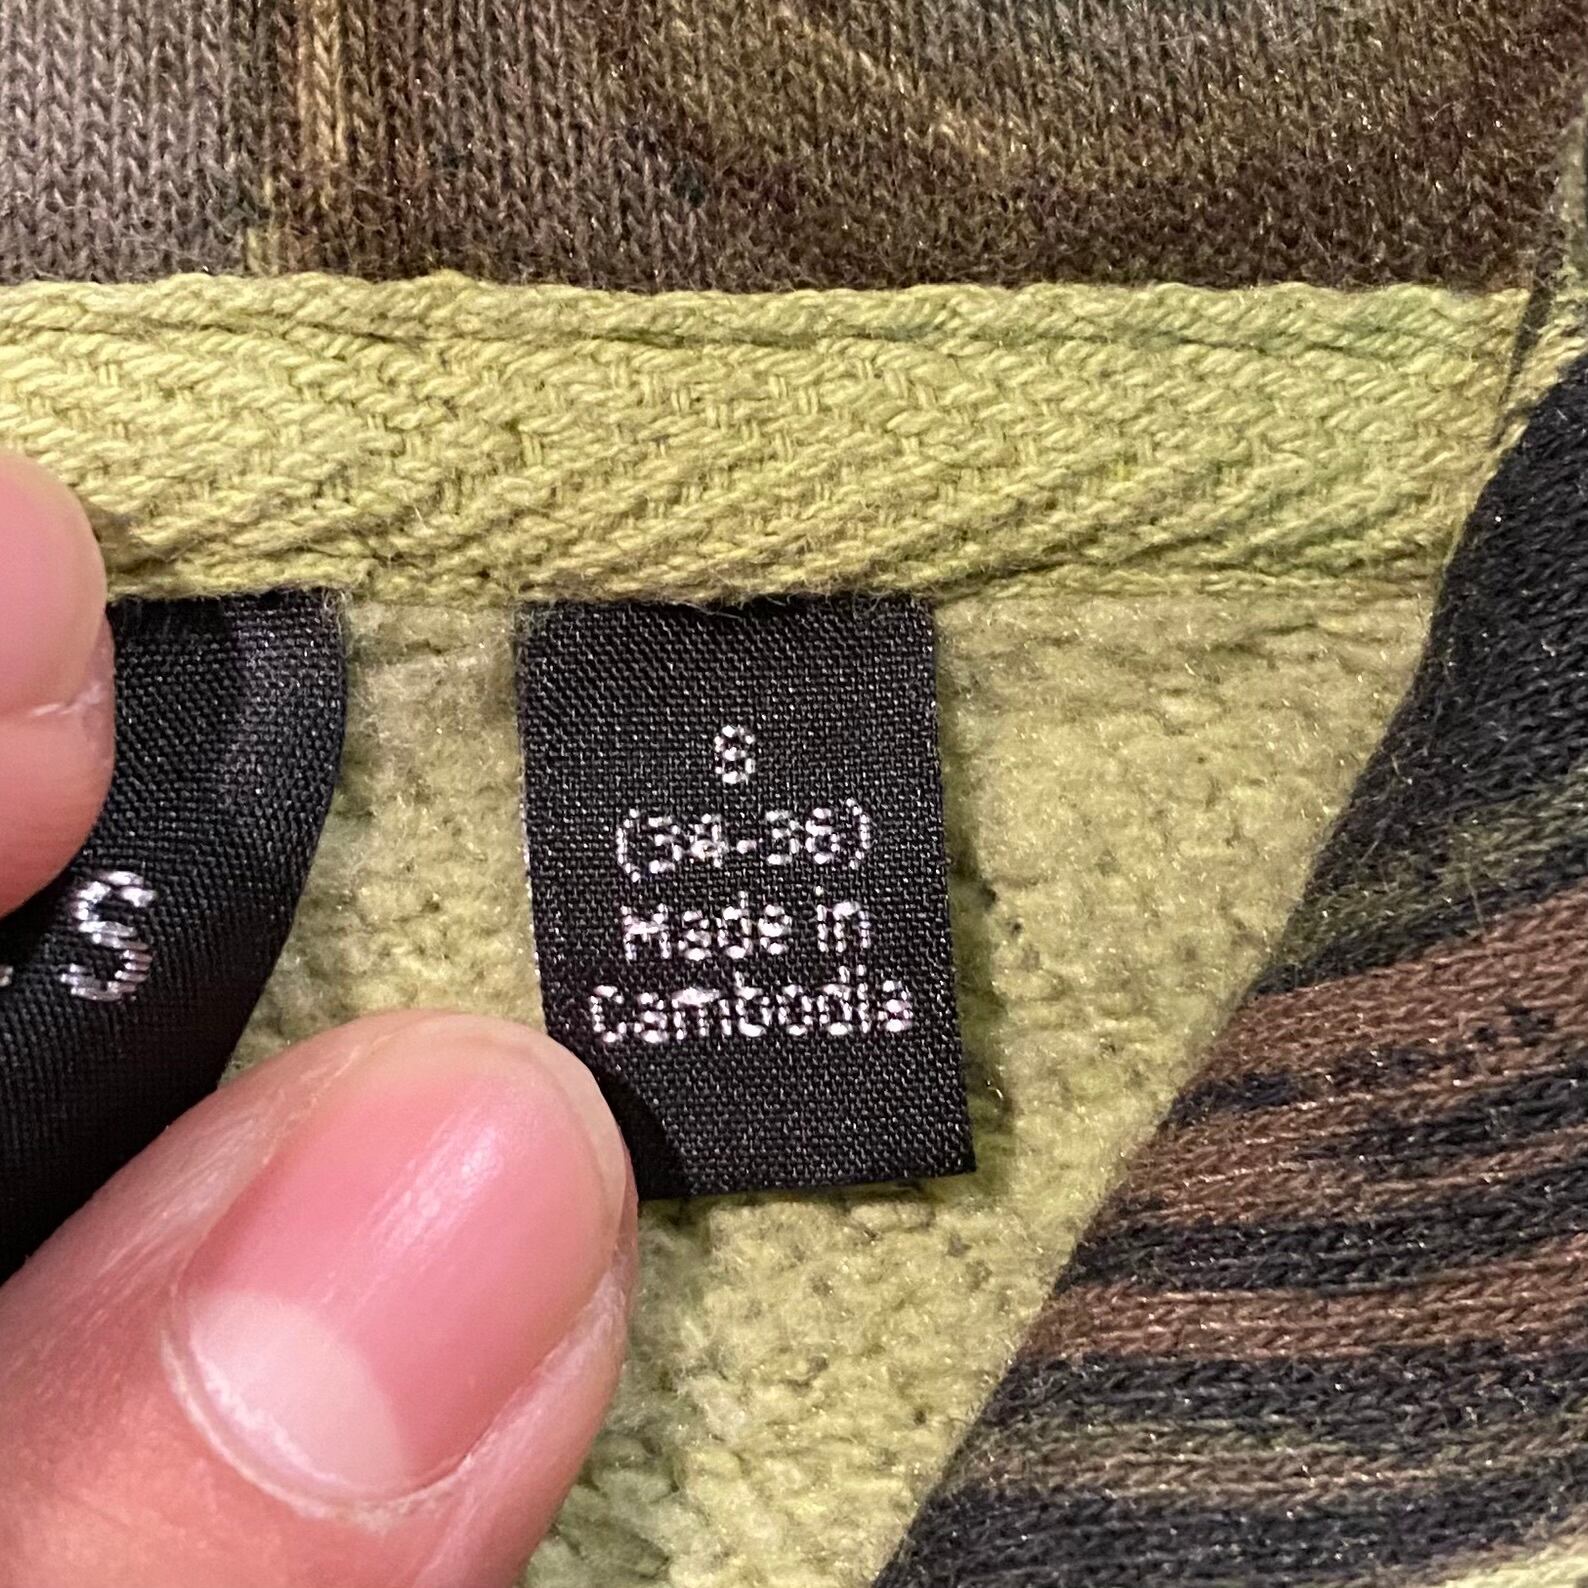 - S
S
(34-36)
Made in
Cambodia